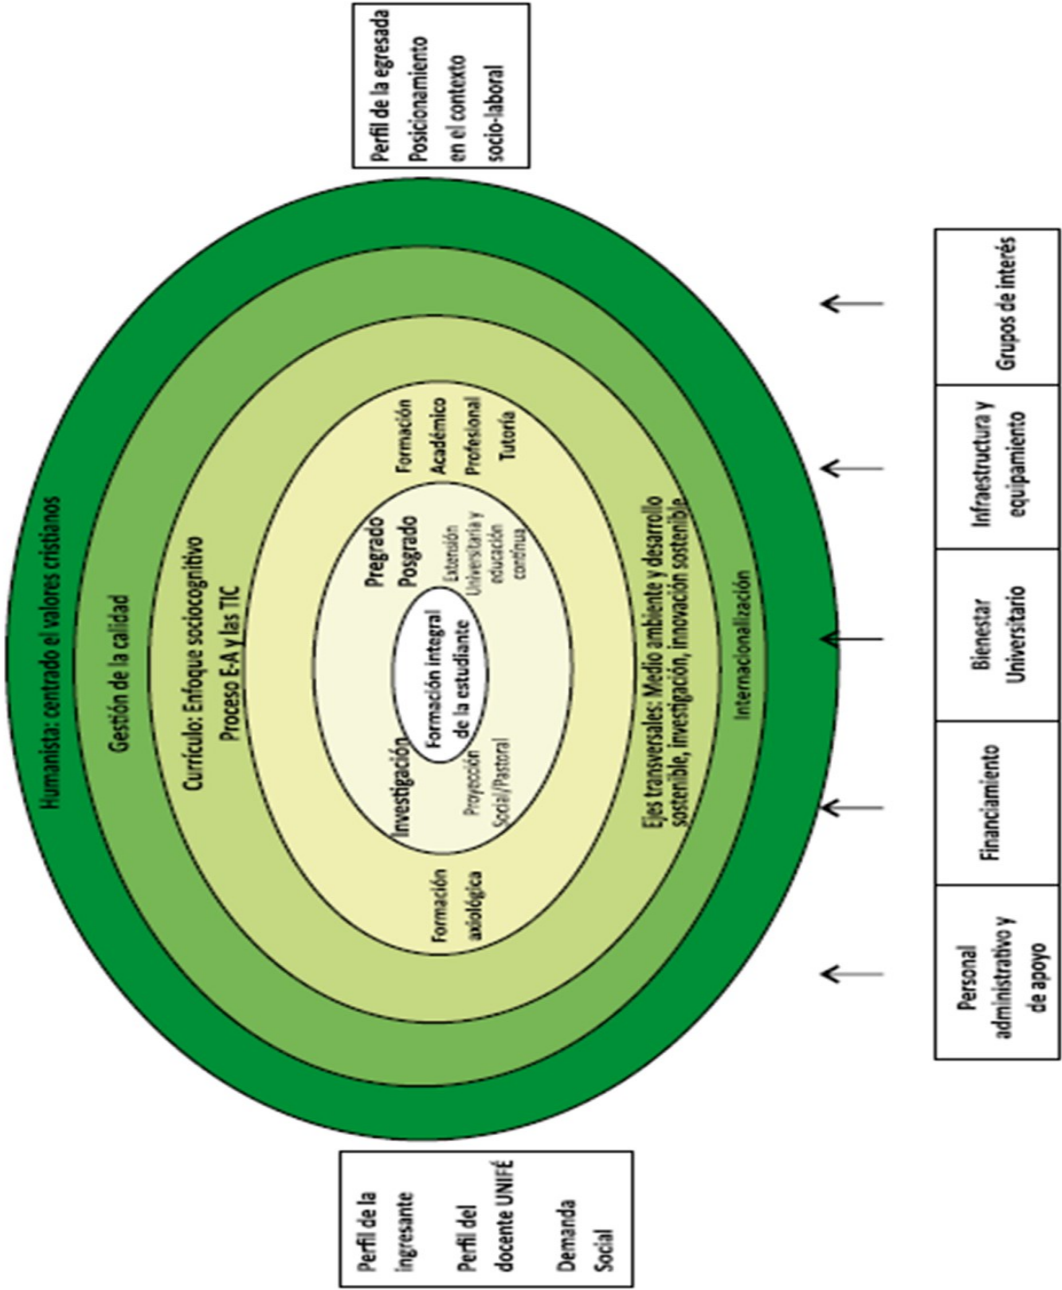 Humanista: centrado el valores cristianos
Gestión de la calidad
Currículo: Enfoque sociocognitivo
Proceso E-A y las TIC
Perfil de la
ingresante
Perfil del
docente UNIFÉ
Demanda
Social
Formación
axiológica
Investigación
Proyección
Social/Pastoral
Formación integral
de la estudiante
Pregrado
Posgrado
Extensión
Universitaria y
educación
continua
Formación
Académico
Profesional
Tutoría
Perfil de la egresada
Posicionamiento
en el contexto
socio-laboral
Ejes transversales: Medio ambiente y desarrollo
sostenible, investigación, innovación sostenible
Internacionalización
Personal
administrativo y
de apoyo
Financiamiento
Bienestar
Universitario
Infraestructura y
equipamiento
Grupos de interés